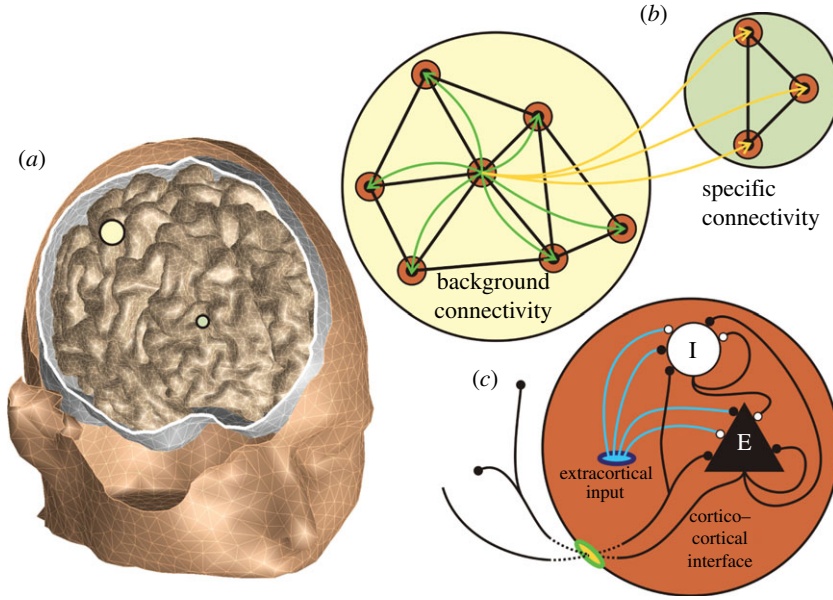 (a)
(b)
background
connectivity
specific
connectivity
(c)
I
E
extracortical
input
cortico–
cortical
interface